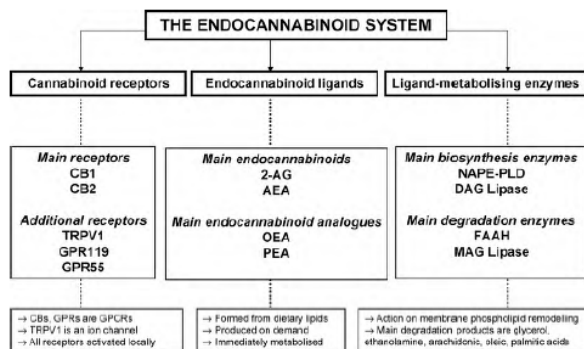 THE ENDOCANNABINOID SYSTEM
Cannabinoid receptors
Endocannabinoid ligands
Ligand-metabolising enzymes
Main receptors
CB1
CB2
Additional receptors
TRPV1
GPR119
GPR55
Main endocannabinoids
2-AG
AEA
Main endocannabinoid analogues
OEA
PEA
Main biosynthesis enzymes
NAPE-PLD
DAG Lipase
Main degradation enzymes
FAAH
MAG Lipase
→ CBs, GPRs are GPCRs
→ TRPV1 is an ion channel
→ All receptors activated locally
→ Formed from dietary lipids
→ Produced on demand
→ Immediately metabolised
→ Action on membrane phospholipid remodelling
→ Main degradation products are glycerol,
ethanolamine, arachidonic, oleic, palmitic acids